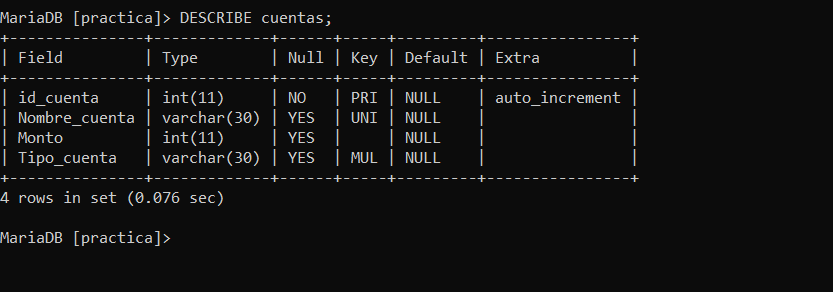 MariaDB [practica]> DESCRIBE cuentas;
+---------------+-------------+------+-----+---------+----------------+
| Field         | Type        | Null | Key | Default | Extra          |
+---------------+-------------+------+-----+---------+----------------+
| id_cuenta     | int(11)     | NO   | PRI | NULL    | auto_increment |
| Nombre_cuenta | varchar(30) | YES  | UNI | NULL    |                |
| Monto         | int(11)     | YES  |     | NULL    |                |
| Tipo_cuenta   | varchar(30) | YES  | MUL | NULL    |                |
+---------------+-------------+------+-----+---------+----------------+
4 rows in set (0.076 sec)
MariaDB [practica]>